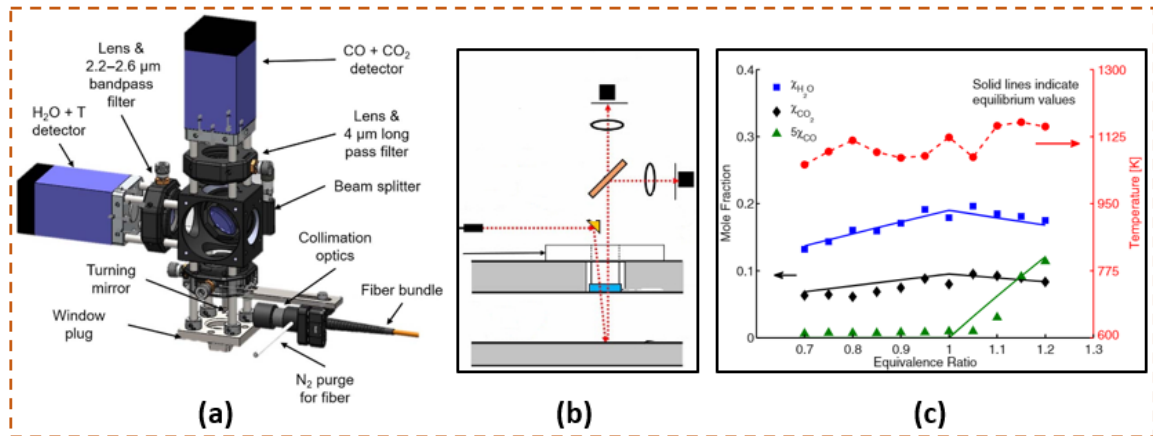 Lens &
2.2–2.6 µm
bandpass
filter
H₂O + T
detector
CO + CO₂
detector
Lens &
4 µm long
pass filter
Beam splitter
Collimation
optics
Fiber bundle
Turning
mirror
Window
plug
N₂ purge
for fiber
(a)
(b)
0.4
0.3
0.2
0.1
0
Mole Fraction
χH₂O
χCO₂
5χCO
Solid lines indicate
equilibrium values
1300
1125
950
775
600
Temperature [K]
0.7
0.8
0.9
1
1.1
1.2
1.3
Equivalence Ratio
(c)